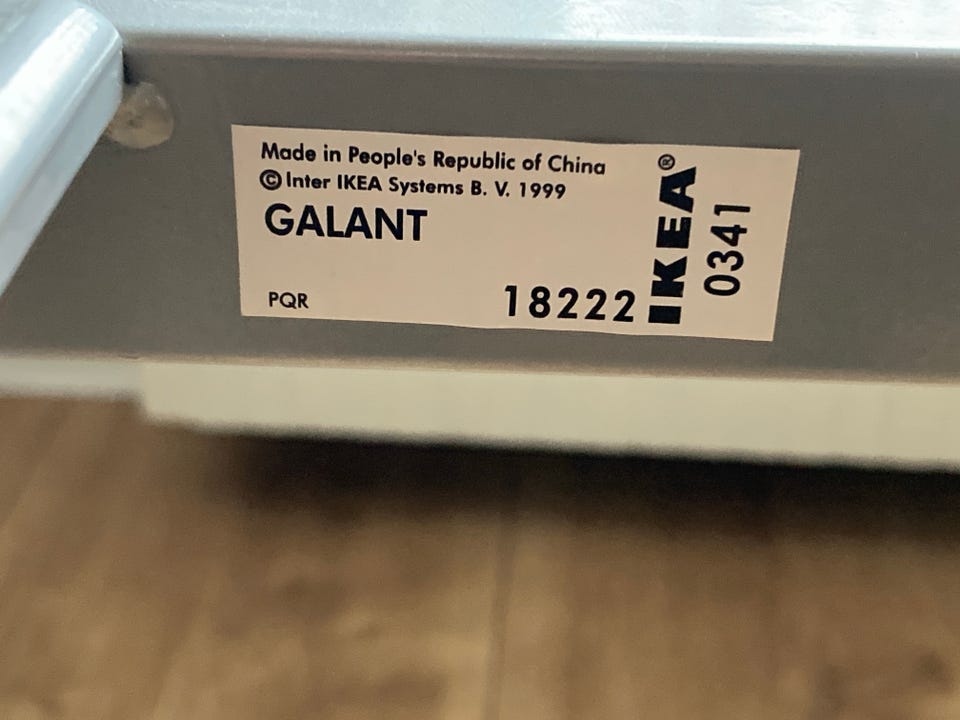 Made in People's Republic of China
© Inter IKEA Systems B. V. 1999
GALANT
PQR
18222
IKEA®
0341